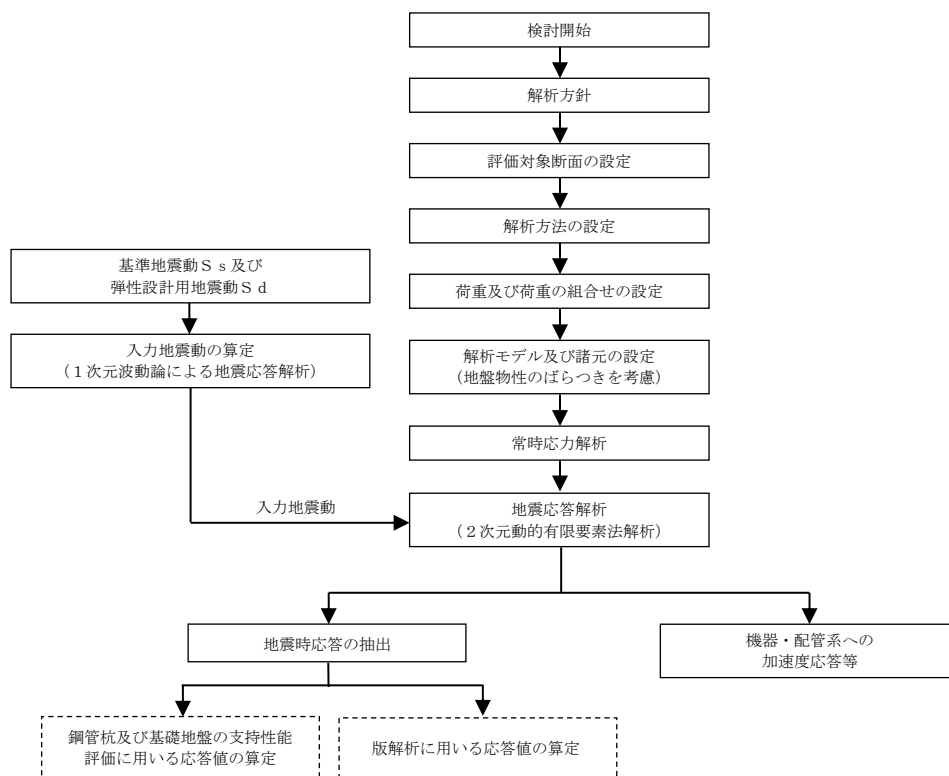 検討開始
解析方針
評価対象断面の設定
解析方法の設定
基準地震動Ｓｓ及び
弾性設計用地震動Ｓｄ
荷重及び荷重の組合せの設定
入力地震動の算定
（１次元波動論による地震応答解析）
解析モデル及び諸元の設定
（地盤物性のばらつきを考慮）
常時応力解析
入力地震動
地震応答解析
（２次元動的有限要素法解析）
地震時応答の抽出
機器・配管系への
加速度応答等
鋼管杭及び基礎地盤の支持性能
評価に用いる応答値の算定
版解析に用いる応答値の算定